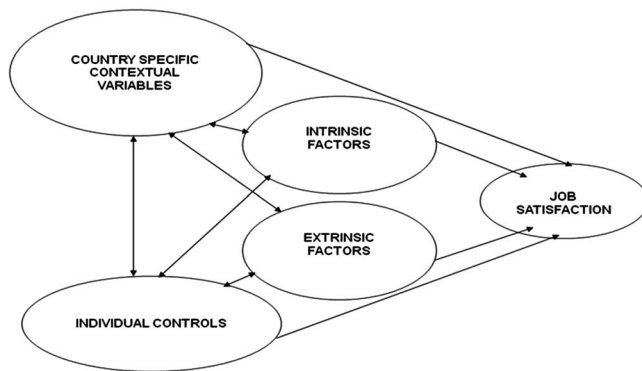 COUNTRY SPECIFIC
CONTEXTUAL
VARIABLES
INTRINSIC
FACTORS
JOB
SATISFACTION
EXTRINSIC
FACTORS
INDIVIDUAL CONTROLS